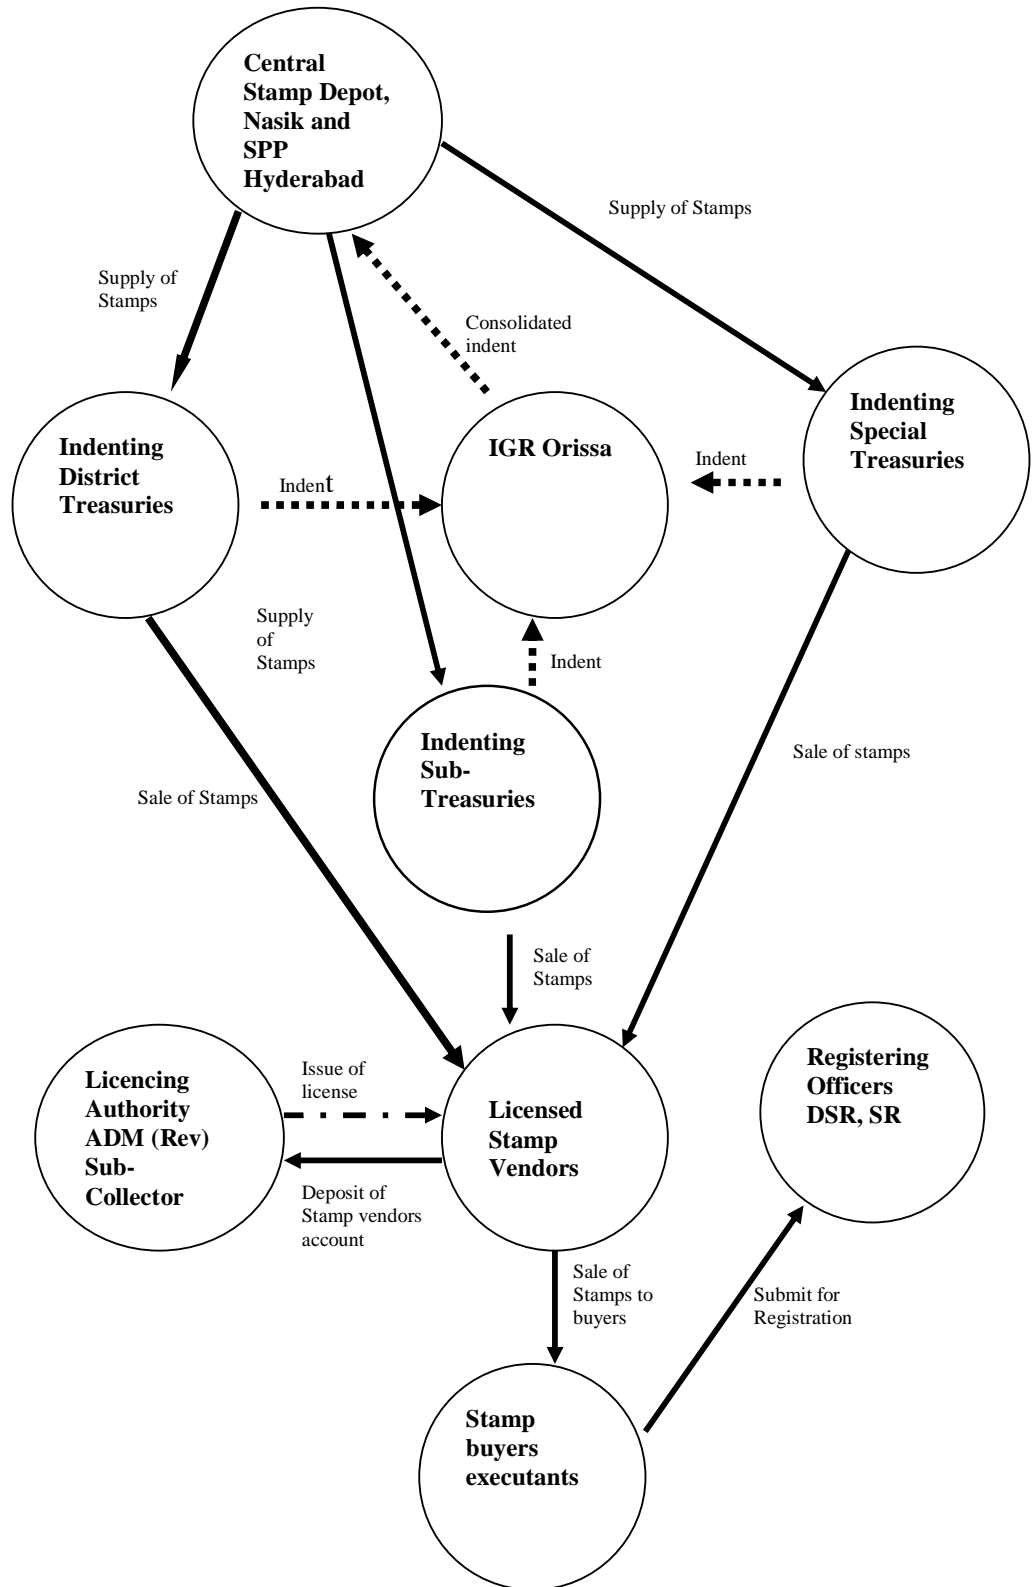 Central
Stamp Depot,
Nasik and
SPP
Hyderabad
Supply of Stamps
Supply of
Stamps
Consolidated
indent
Indenting
District
Treasuries
Indent
IGR Orissa
Indent
Indenting
Special
Treasuries
Supply
of
Stamps
Indent
Indenting
Sub-
Treasuries
Sale of stamps
Sale of Stamps
Sale of
Stamps
Licencing
Authority
ADM (Rev)
Sub-
Collector
Issue of
license
Deposit of
Stamp vendors
account
Licensed
Stamp
Vendors
Registering
Officers
DSR, SR
Sale of
Stamps to
buyers
Submit for
Registration
Stamp
buyers
executants